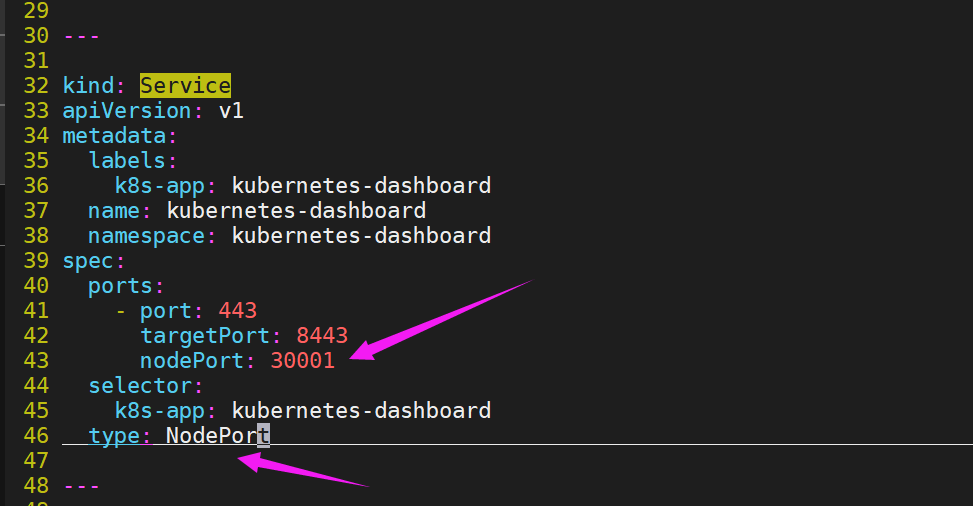 29
30 ---
31
32 kind: Service
33 apiVersion: v1
34 metadata:
35   labels:
36     k8s-app: kubernetes-dashboard
37   name: kubernetes-dashboard
38   namespace: kubernetes-dashboard
39 spec:
40   ports:
41     - port: 443
42       targetPort: 8443
43       nodePort: 30001
44   selector:
45     k8s-app: kubernetes-dashboard
46   type: NodePort
47
48 ---